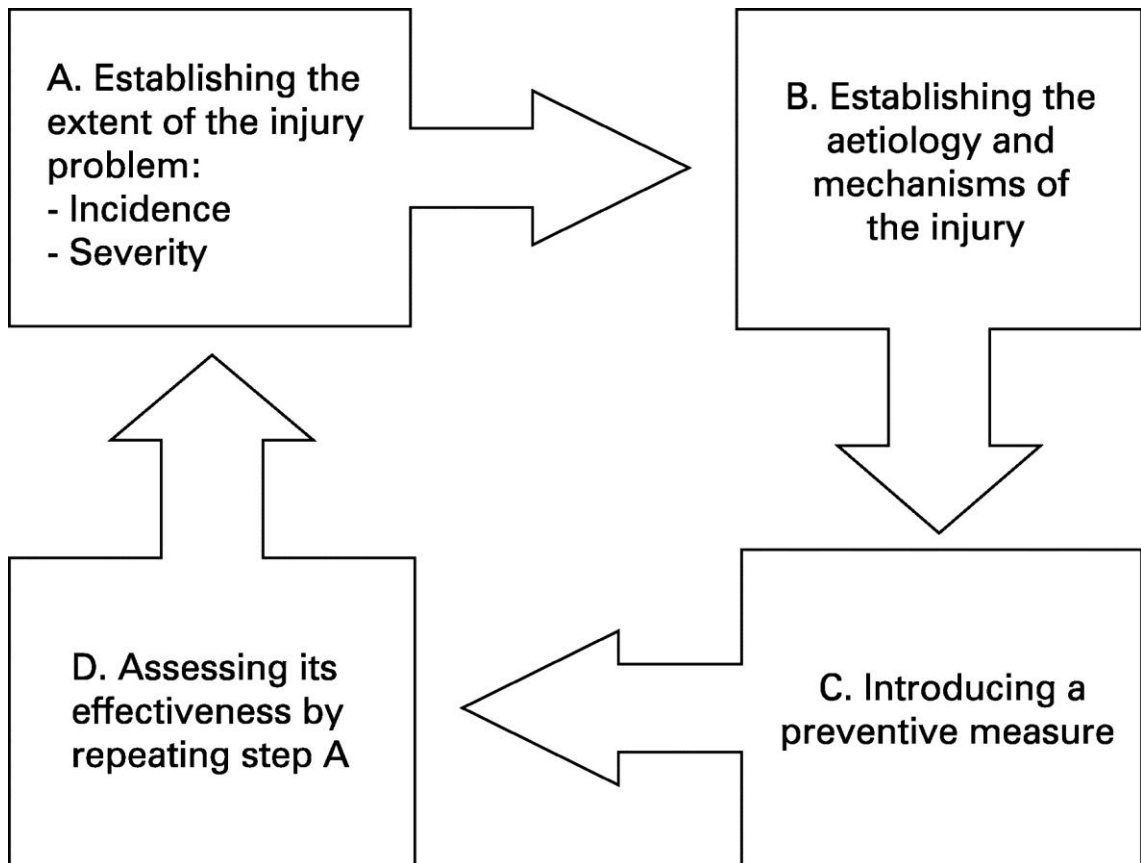 A. Establishing the
extent of the injury
problem:
- Incidence
- Severity
B. Establishing the
aetiology and
mechanisms of
the injury
C. Introducing a
preventive measure
D. Assessing its
effectiveness by
repeating step A